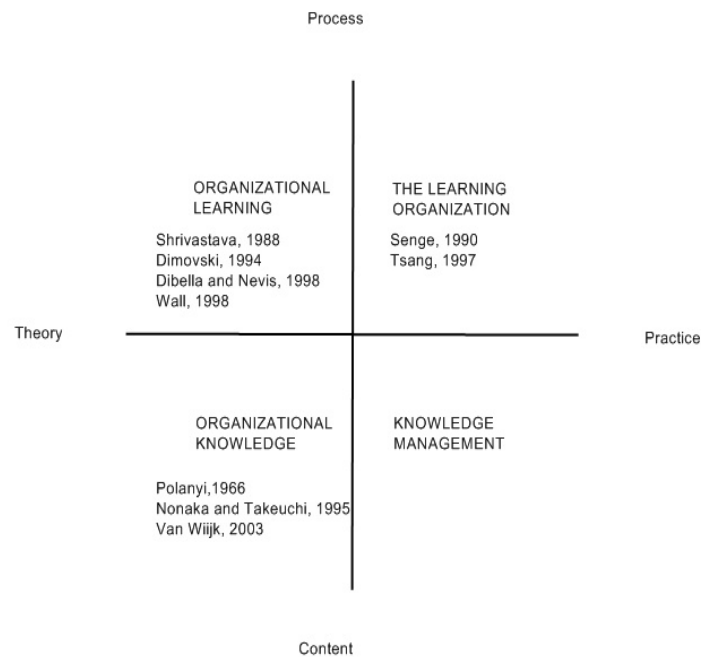 Process
ORGANIZATIONAL
LEARNING
Shrivastava, 1988
Dimovski, 1994
Dibella and Nevis, 1998
Wall, 1998
THE LEARNING
ORGANIZATION
Senge, 1990
Tsang, 1997
Theory
Practice
ORGANIZATIONAL
KNOWLEDGE
Polanyi,1966
Nonaka and Takeuchi, 1995
Van Wiijk, 2003
KNOWLEDGE
MANAGEMENT
Content